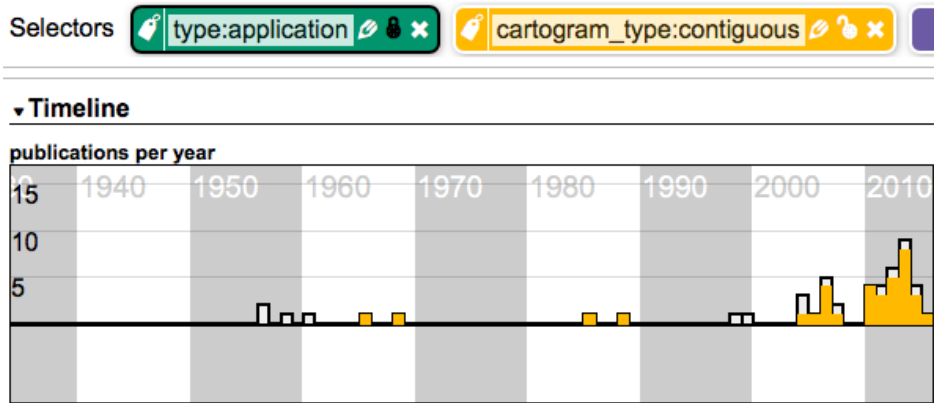 Selectors type:application cartogram_type:contiguous
Timeline
publications per year
1940 1950 1960 1970 1980 1990 2000 2010
15
10
5